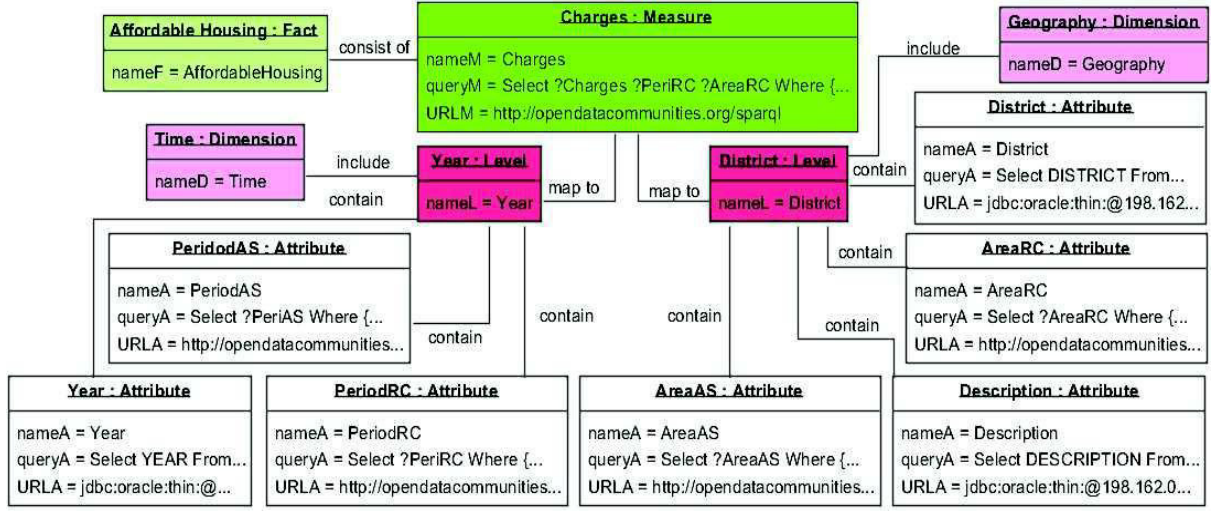 Affordable Housing : Fact
nameF = AffordableHousing
consist of
Charges : Measure
nameM = Charges
queryM = Select ?Charges ?PeriRC ?AreaRC Where {...
URLM = http://opendatacommunities.org/sparql
include
Geography : Dimension
nameD = Geography
Time : Dimension
nameD = Time
include
contain
Year : Level
nameL = Year
map to
map to
District : Level
nameL = District
contain
District : Attribute
nameA = District
queryA = Select DISTRICT From...
URLA = jdbc:oracle:thin:@198.162...
PeridodAS : Attribute
nameA = PeriodAS
queryA = Select ?PeriAS Where {...
URLA = http://opendatacommunities...
contain
contain
contain
contain
contain
AreaRC : Attribute
nameA = AreaRC
queryA = Select ?AreaRC Where {...
URLA = http://opendatacommunities...
Year : Attribute
nameA = Year
queryA = Select YEAR From...
URLA = jdbc:oracle:thin:@...
PeriodRC : Attribute
nameA = PeriodRC
queryA = Select ?PeriRC Where {...
URLA = http://opendatacommunities...
AreaAS : Attribute
nameA = AreaAS
queryA = Select ?AreaAS Where {...
URLA = http://opendatacommunities...
Description : Attribute
nameA = Description
queryA = Select DESCRIPTION From...
URLA = jdbc:oracle:thin:@198.162.0...